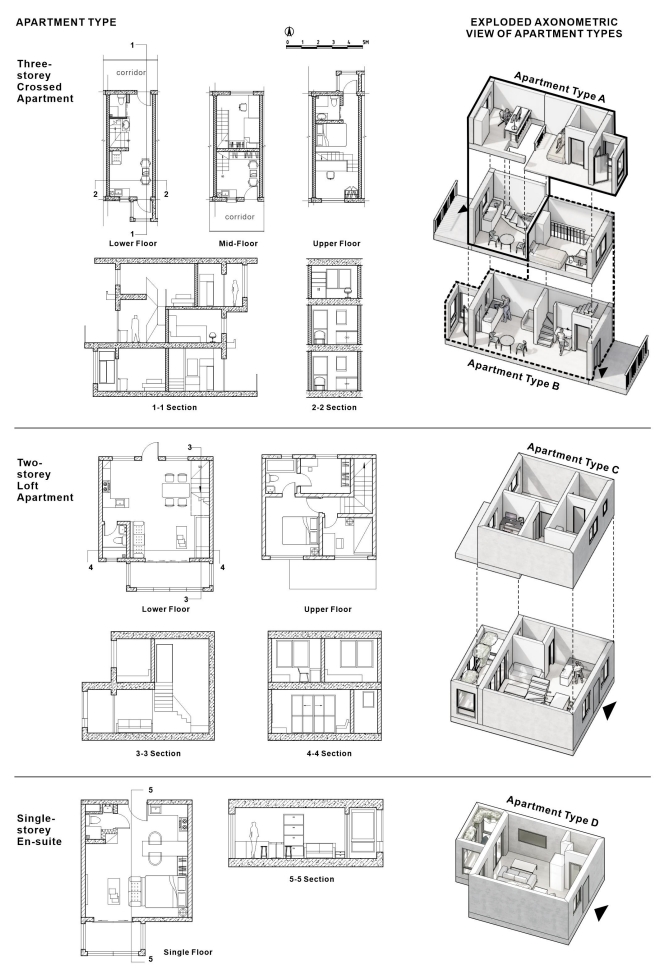 APARTMENT TYPE
EXPLODED AXONOMETRIC
VIEW OF APARTMENT TYPES
0 1 2 3 4 5M
Three-
storey
Crossed
Apartment
1
corridor
2 2
1
Lower Floor
corridor
Mid-Floor
Upper Floor
1-1 Section
2-2 Section
Apartment Type A
Apartment Type B
Two-
storey
Loft
Apartment
3
4 4
3
Lower Floor
Upper Floor
3-3 Section
4-4 Section
Apartment Type C
Single-
storey
En-suite
5
5
Single Floor
5-5 Section
Apartment Type D